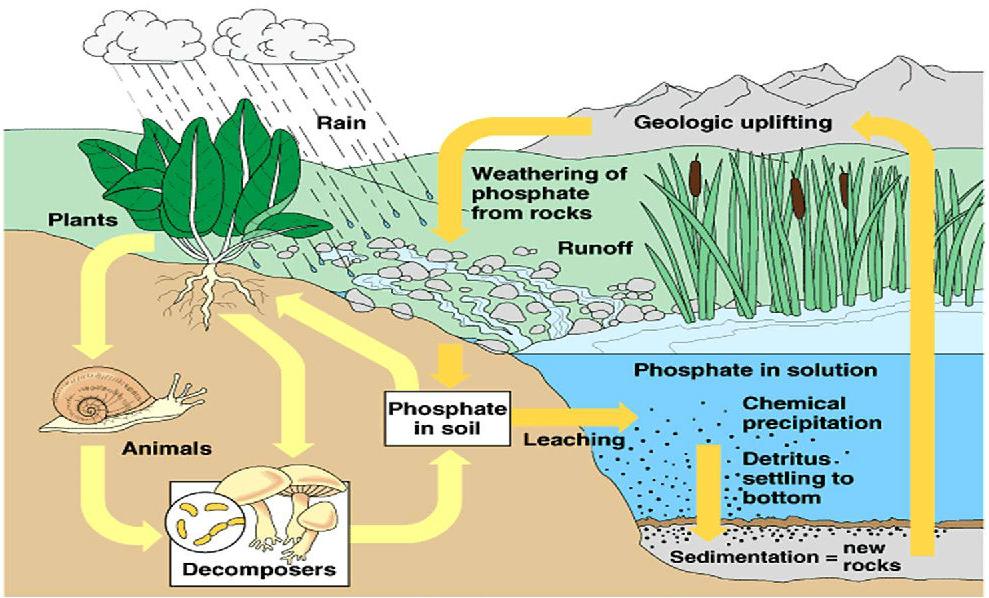 Rain
Geologic uplifting
Weathering of
phosphate
from rocks
Plants
Runoff
Phosphate in solution
Phosphate
in soil
Chemical
precipitation
Leaching
Animals
Detritus
settling to
bottom
Sedimentation = new
rocks
Decomposers